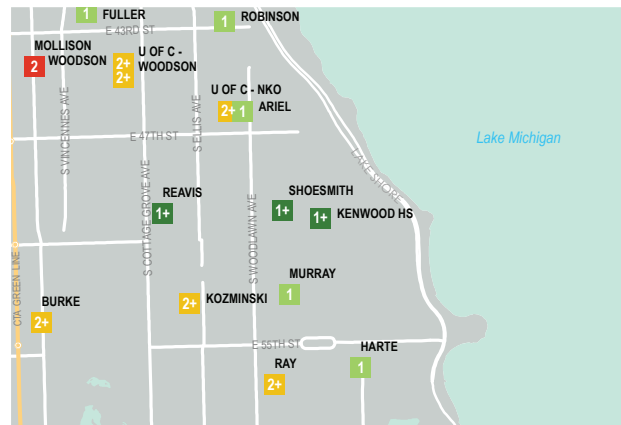 FULLER
1
ROBINSON
1
E 43RD ST
MOLLISON
WOODSON
2
U OF C -
WOODSON
2+
2+
S VINCENNES AVE
S ELLIS AVE
U OF C - NKO
ARIEL
2+ 1
E 47TH ST
Lake Michigan
LAKE SHORE
S COTTAGE GROVE AVE
REAVIS
1+
SHOESMITH
1+
KENWOOD HS
1+
S WOODLAWN AVE
MURRAY
1
KOZMINSKI
2+
CTA GREEN LINE
BURKE
2+
E 55TH ST
HARTE
1
RAY
2+